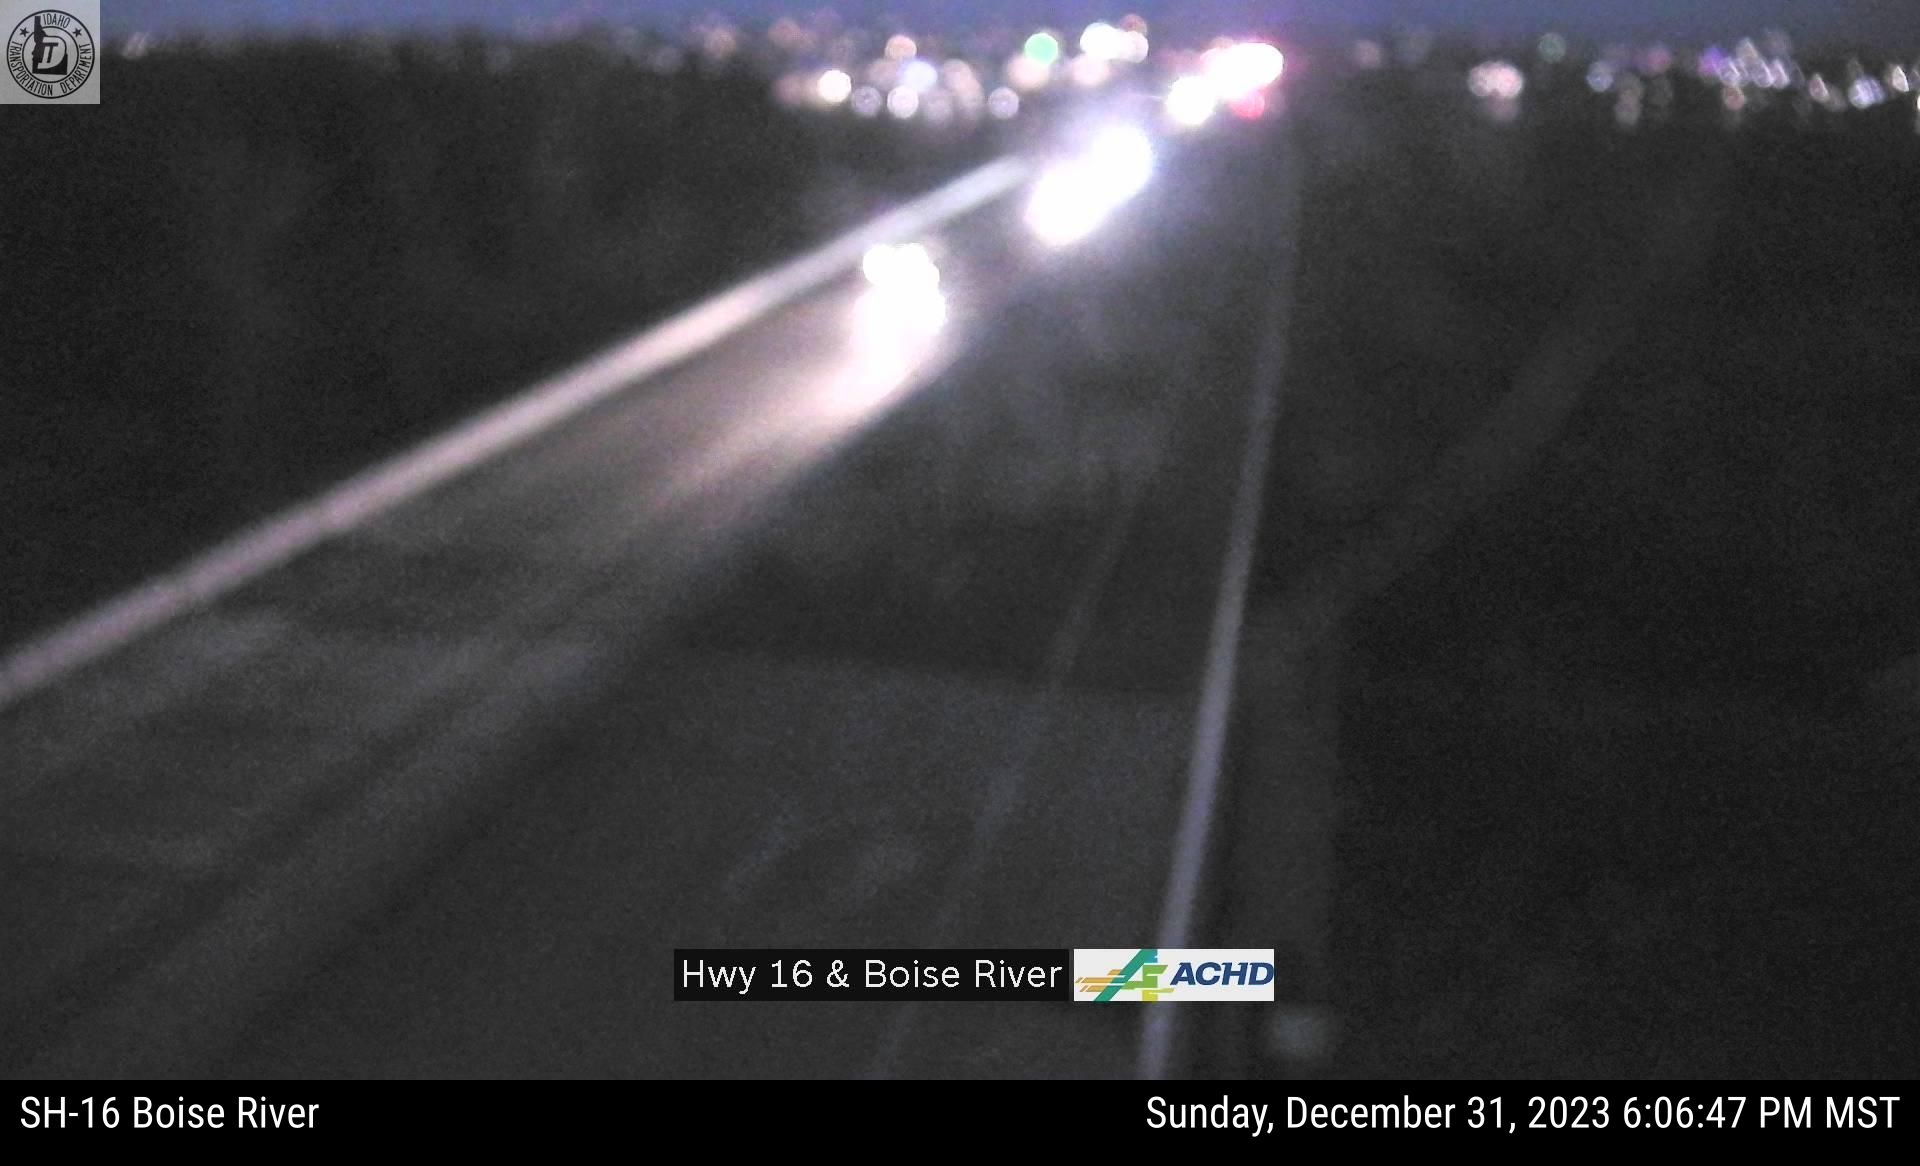 IDAHO
TRANSPORTATION DEPARTMENT
Hwy 16 & Boise River
ACHD
SH-16 Boise River
Sunday, December 31, 2023 6:06:47 PM MST